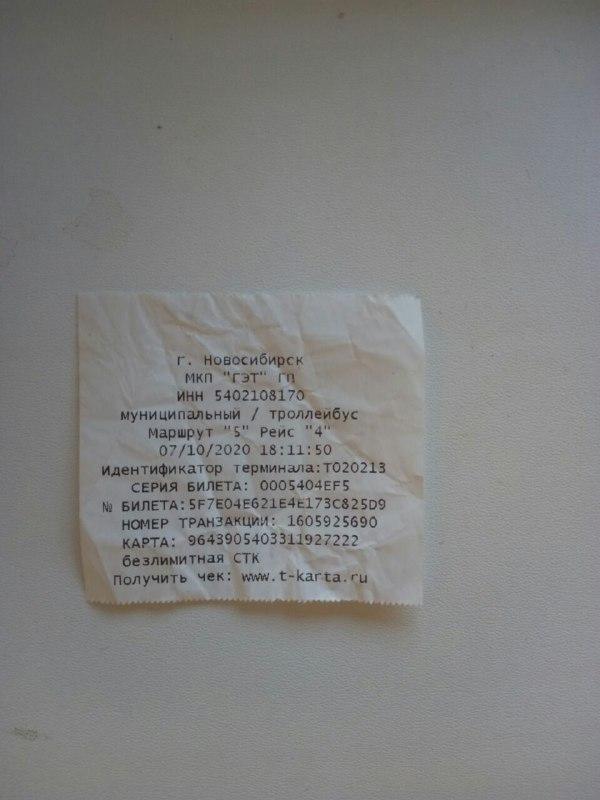 г. Новосибирск
МКП "ГЭТ" ГП
ИНН 5402108170
муниципальный / троллейбус
Маршрут "5" Рейс "4"
07/10/2020 18:11:50
Идентификатор терминала:T020213
СЕРИЯ БИЛЕТА: 0005404EF5
№ БИЛЕТА:5F7E04E621E4E173C825D9
НОМЕР ТРАНЗАКЦИИ: 1605925690
КАРТА: 9643905403311927222
безлимитная СТК
Получить чек: www.t-karta.ru